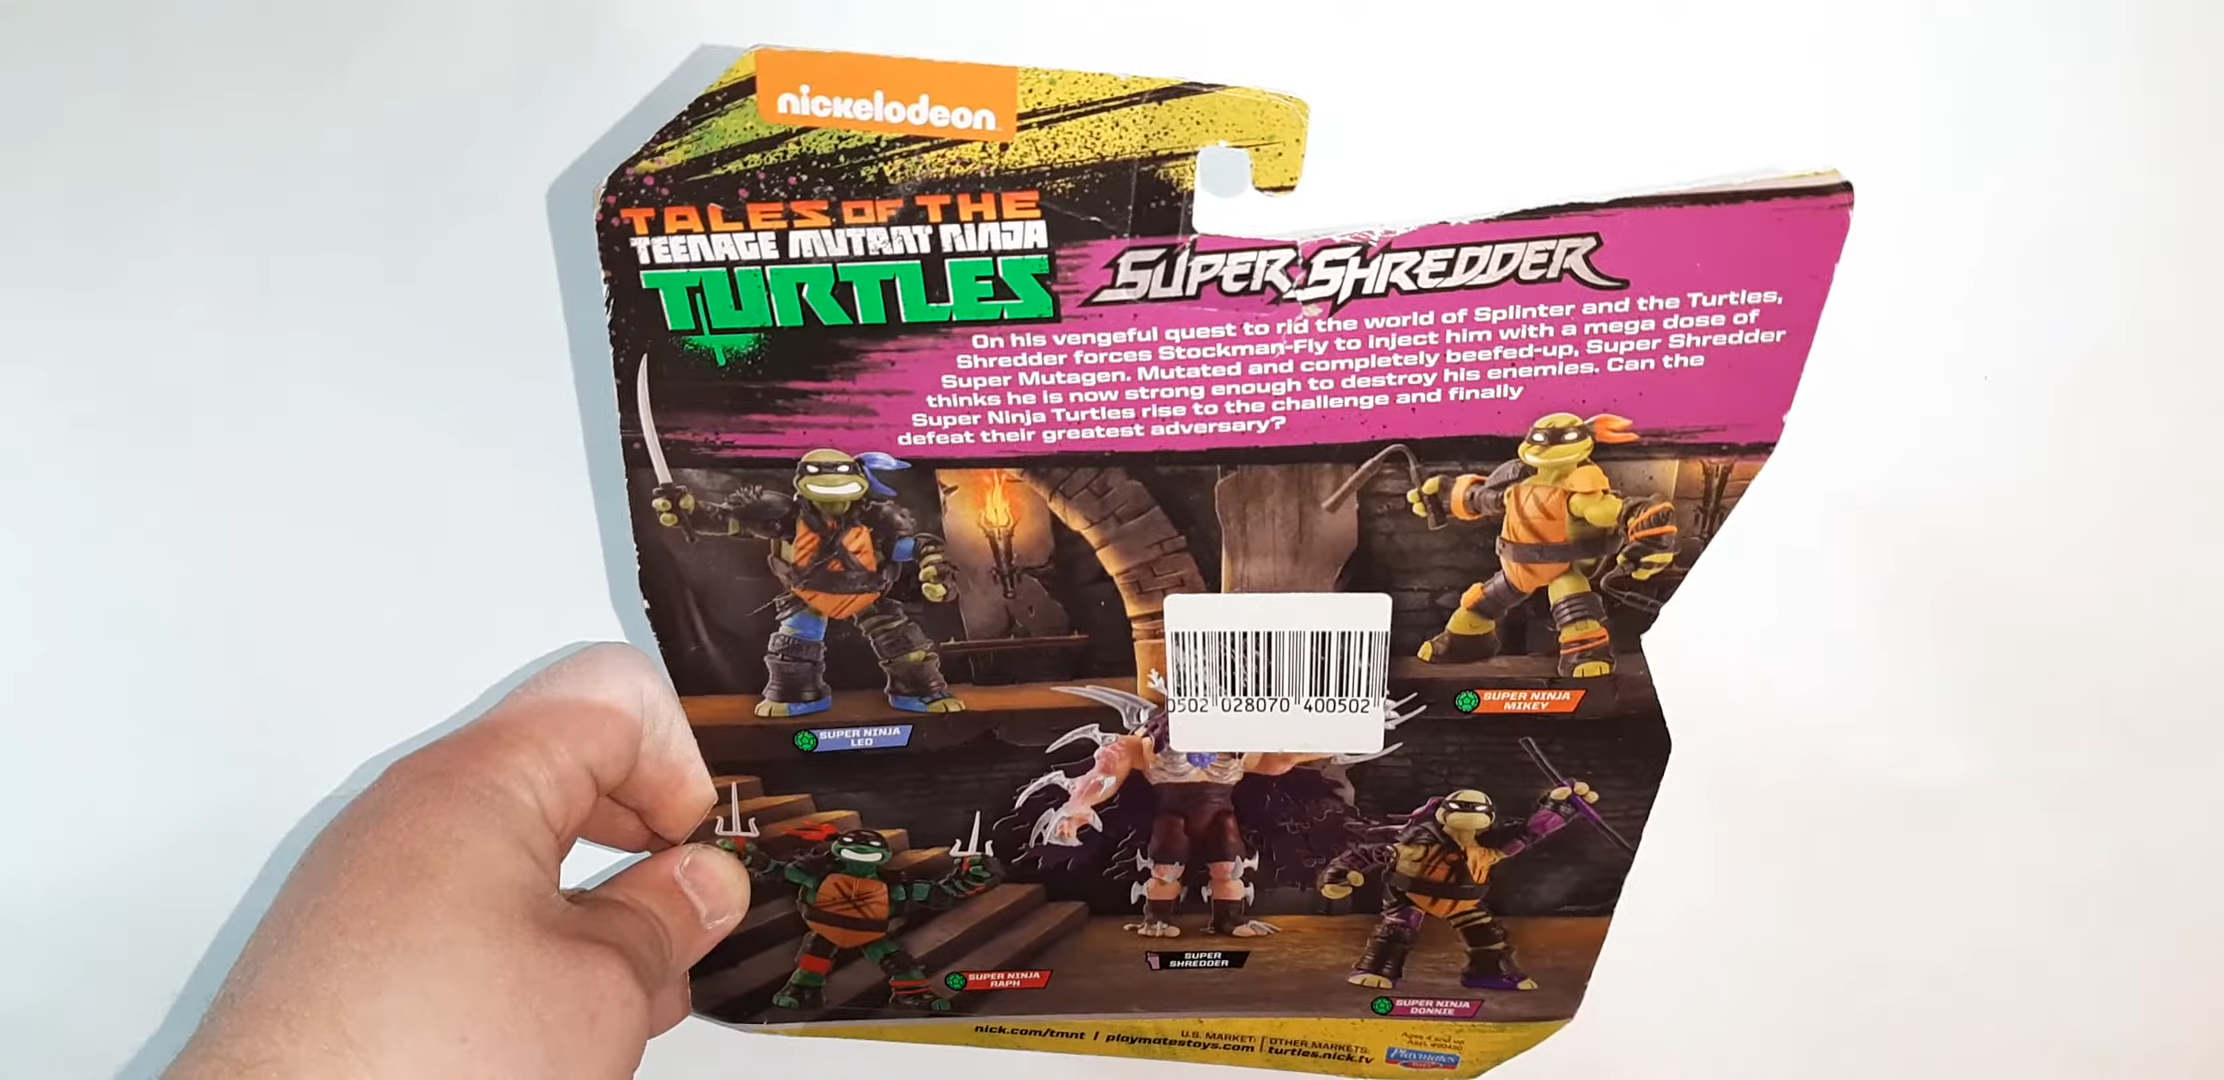 nickelodeon
TALES OF THE
TEENAGE MUTANT NINJA
TURTLES
SUPER SHREDDER
On his vengeful quest to rid the world of Splinter and the Turtles,
Shredder forces Stockman-Fly to inject him with a mega dose of
Super Mutagen. Mutated and completely beefed-up, Super Shredder
thinks he is now strong enough to destroy his enemies. Can the
Super Ninja Turtles rise to the challenge and finally
defeat their greatest adversary?
0502 028070 400502
SUPER NINJA
LEO
SUPER NINJA
MIKEY
SUPER NINJA
RAPH
SUPER
SHREDDER
SUPER NINJA
DONNIE
nick.com/tmnt | playmatestoys.com
U.S. MARKET:
OTHER MARKETS:
turtles.nick.tv
Ages 4 and up
Playmates